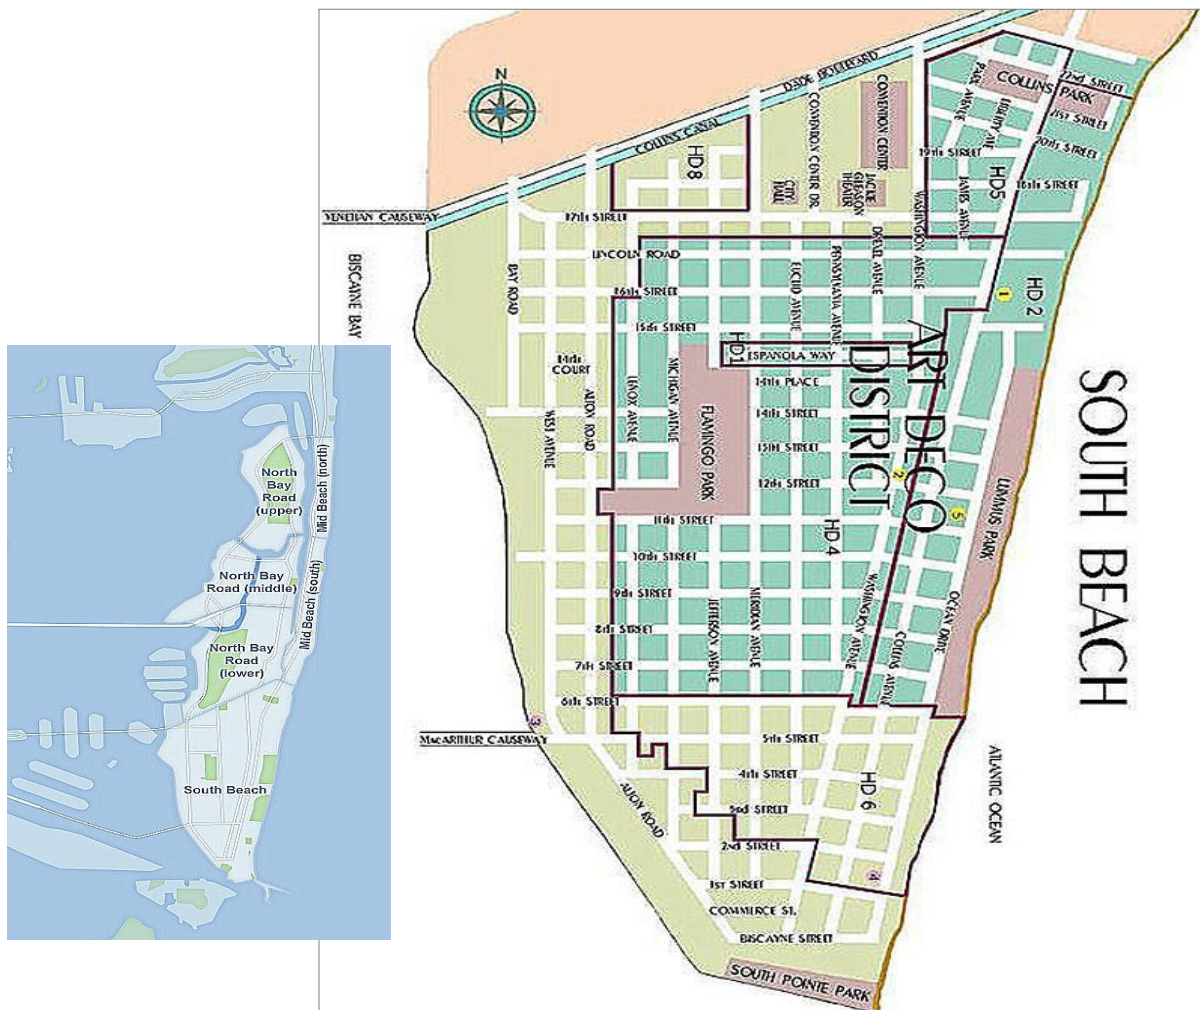 N
DADE BOULEVARD
COLLINS CANAL
CONVENTION CENTER DR.
CONVENTION CENTER
JACKIE
GLEASON
THEATER
CITY
HALL
PARK AVENUE
COLLINS PARK
22nd STREET
21st STREET
LIBERTY AVE
20th STREET
19th STREET
18th STREET
HD5
JAMES AVENUE
WASHINGTON AVENUE
HD8
VENETIAN CAUSEWAY
17th STREET
LINCOLN ROAD
DREXEL AVENUE
PENNSYLVANIA AVENUE
EUCLID AVENUE
BISCAYNE BAY
BAY ROAD
16th STREET
1
HD 2
15th STREET
HD1
ESPANOLA WAY
ART DECO
DISTRICT
SOUTH BEACH
14th
COURT
14th PLACE
LENOX AVENUE
MICHIGAN AVENUE
ALTON ROAD
WEST AVENUE
FLAMINGO PARK
14th STREET
13th STREET
12th STREET
2
5
LUMMUS PARK
11th STREET
HD 4
10th STREET
9th STREET
8th STREET
7th STREET
JEFFERSON AVENUE
MERIDIAN AVENUE
WASHINGTON AVENUE
COLLINS AVENUE
OCEAN DRIVE
6th STREET
3
MACARTHUR CAUSEWAY
5th STREET
4th STREET
HD 6
ATLANTIC OCEAN
ALTON ROAD
3rd STREET
2nd STREET
1st STREET
4
COMMERCE ST.
BISCAYNE STREET
SOUTH POINTE PARK
North
Bay
Road
(upper)
Mid Beach (north)
North Bay
Road (middle)
Mid Beach (south)
North Bay
Road
(lower)
South Beach